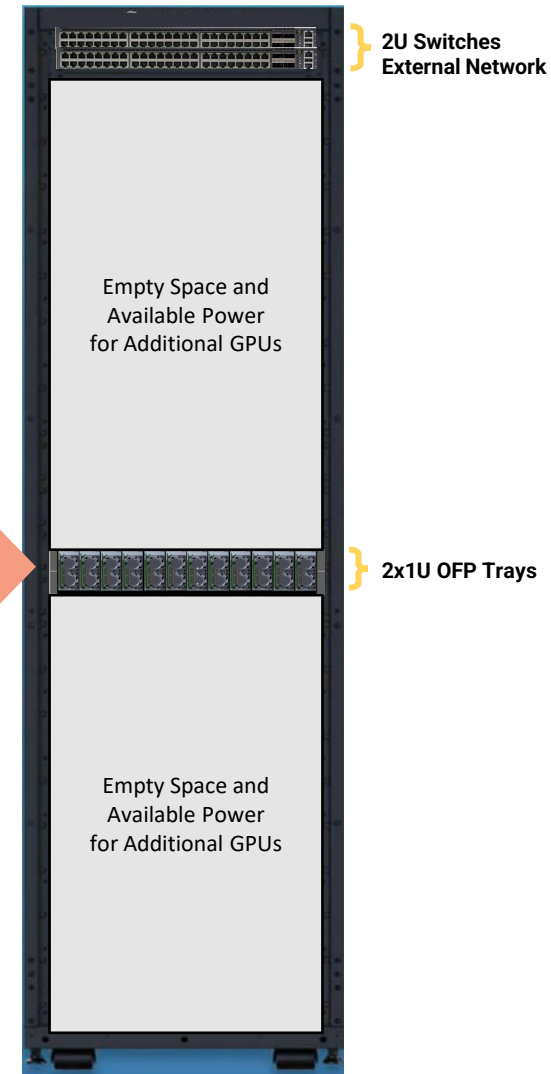 2U Switches
External Network
Empty Space and
Available Power
for Additional GPUs
2x1U OFP Trays
Empty Space and
Available Power
for Additional GPUs